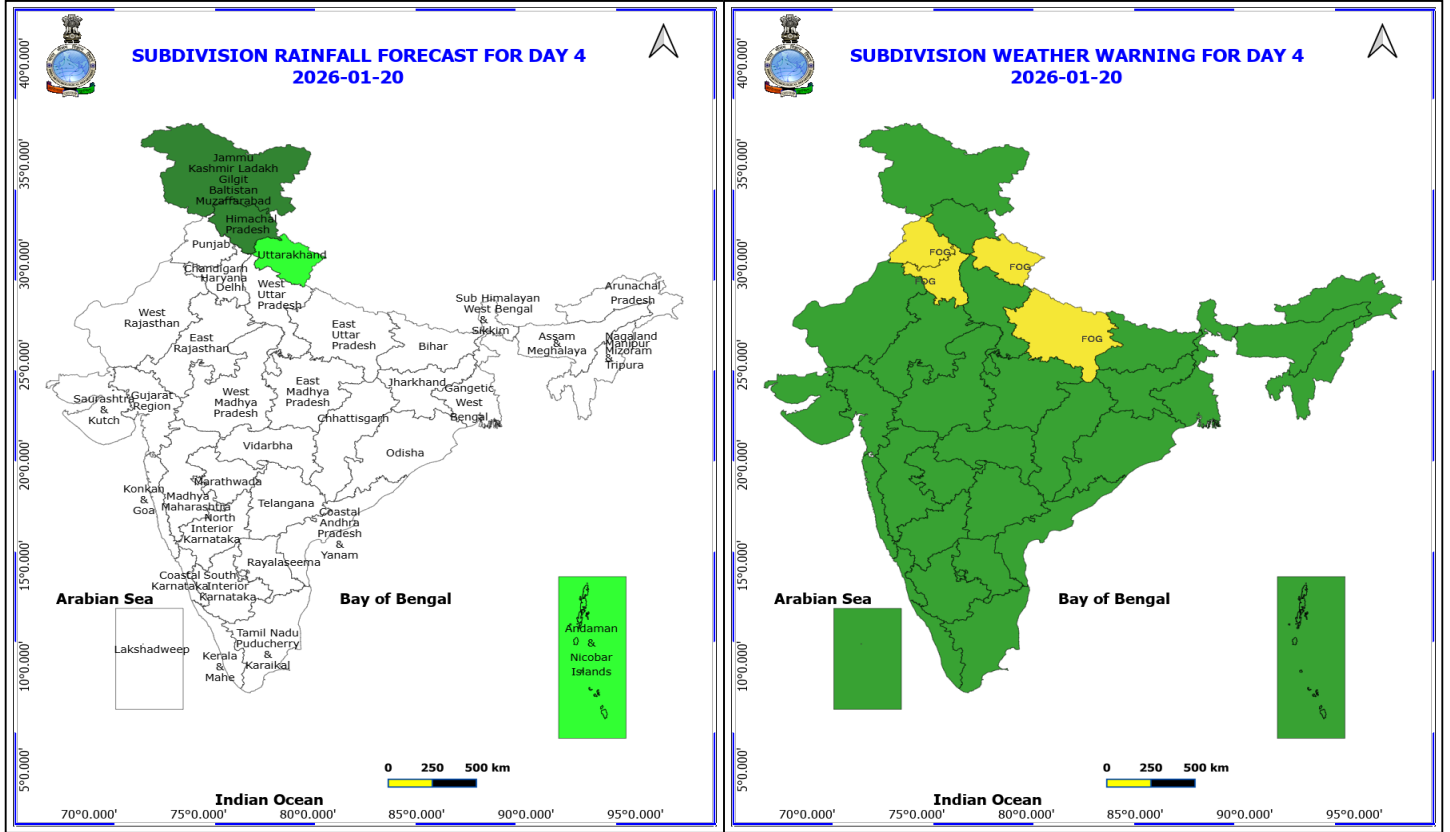 SUBDIVISION RAINFALL FORECAST FOR DAY 4
2026-01-20
40°0.000'
35°0.000'
30°0.000'
25°0.000'
20°0.000'
15°0.000'
10°0.000'
5°0.000'
Jammu
Kashmir Ladakh
Gilgit
Baltistan
Muzaffarabad
Himachal
Pradesh
Punjab
Uttarakhand
Chandigarh
Haryana
Delhi
West
Uttar
Pradesh
West
Rajasthan
East
Rajasthan
East
Uttar
Pradesh
Bihar
Sub Himalayan
West Bengal
&
Sikkim
Arunachal
Pradesh
Assam
&
Meghalaya
Nagaland
Manipur
Mizoram
&
Tripura
Saurashtra
&
Kutch
Gujarat
Region
West
Madhya
Pradesh
East
Madhya
Pradesh
Jharkhand
Gangetic
West
Bengal
Chhattisgarh
Vidarbha
Odisha
Konkan
&
Goa
Marathwada
Madhya
Maharashtra
Telangana
North
Interior
Karnataka
Coastal
Andhra
Pradesh
&
Yanam
Rayalaseema
Coastal
Karnataka
South
Interior
Karnataka
Arabian Sea
Bay of Bengal
Lakshadweep
Tamil Nadu
Puducherry
&
Karaikal
Kerala
&
Mahe
Andaman
&
Nicobar
Islands
0 250 500 km
Indian Ocean
70°0.000' 75°0.000' 80°0.000' 85°0.000' 90°0.000' 95°0.000'
SUBDIVISION WEATHER WARNING FOR DAY 4
2026-01-20
40°0.000'
35°0.000'
30°0.000'
25°0.000'
20°0.000'
15°0.000'
10°0.000'
5°0.000'
FOG
FOG
FOG
FOG
Arabian Sea
Bay of Bengal
0 250 500 km
Indian Ocean
70°0.000' 75°0.000' 80°0.000' 85°0.000' 90°0.000' 95°0.000'